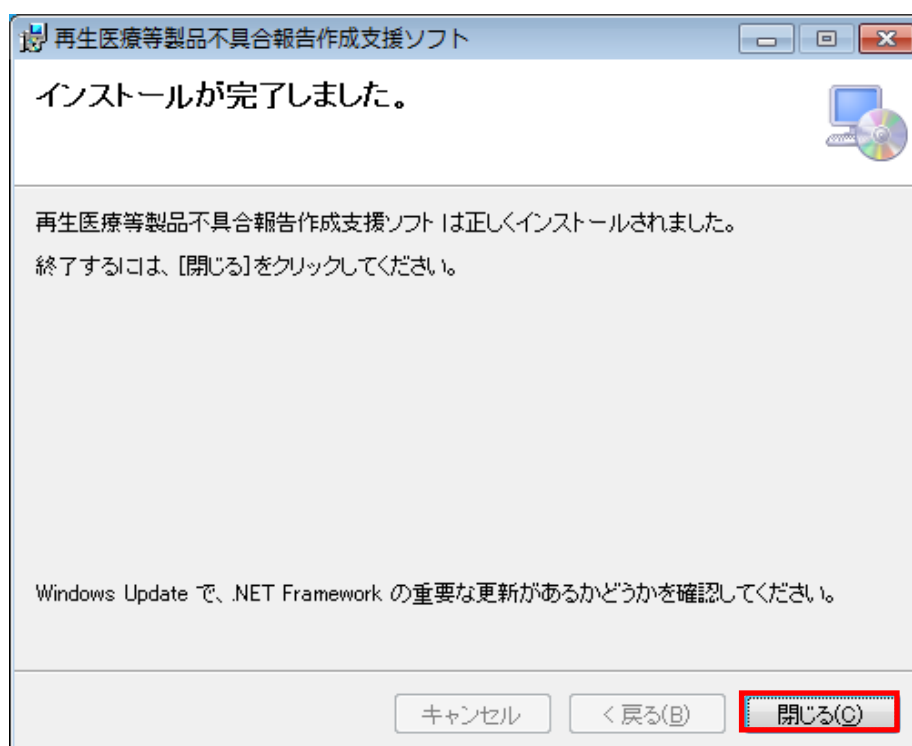 再生医療等製品不具合報告作成支援ソフト
インストールが完了しました。
再生医療等製品不具合報告作成支援ソフト は正しくインストールされました。
終了するには、[閉じる]をクリックしてください。
Windows Update で、.NET Framework の重要な更新があるかどうかを確認してください。
キャンセル
< 戻る(B)
閉じる(C)